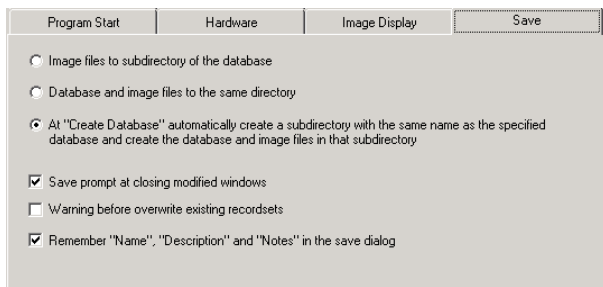 Program Start Hardware Image Display Save
Image files to subdirectory of the database
Database and image files to the same directory
At "Create Database" automatically create a subdirectory with the same name as the specified
database and create the database and image files in that subdirectory
Save prompt at closing modified windows
Warning before overwrite existing recordsets
Remember "Name", "Description" and "Notes" in the save dialog